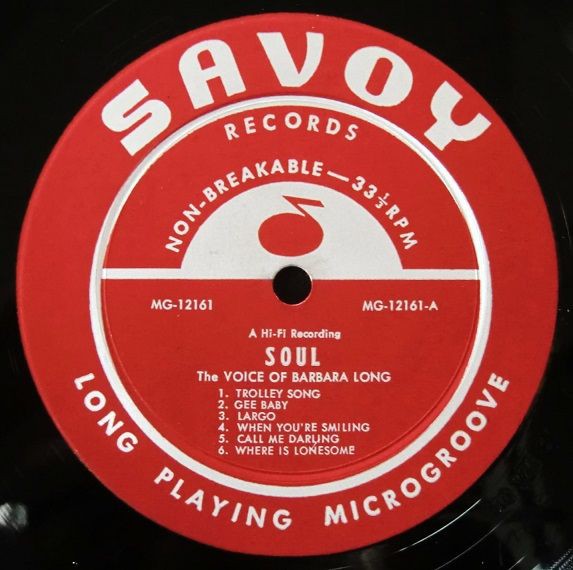 SAVOY
RECORDS
NON-BREAKABLE—33⅓RPM
MG-12161
MG-12161-A
A Hi-Fi Recording
SOUL
The VOICE OF BARBARA LONG
1. TROLLEY SONG
2. GEE BABY
3. LARGO
4. WHEN YOU'RE SMILING
5. CALL ME DARLING
6. WHERE IS LONESOME
LONG PLAYING MICROGROOVE